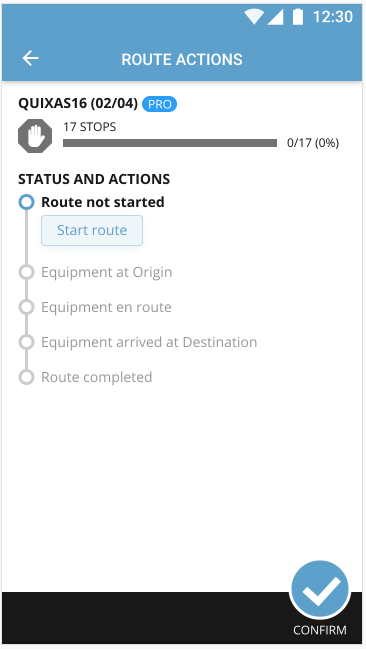 12:30
ROUTE ACTIONS
QUIXAS16 (02/04) PRO
17 STOPS
0/17 (0%)
STATUS AND ACTIONS
Route not started
Start route
Equipment at Origin
Equipment en route
Equipment arrived at Destination
Route completed
CONFIRM